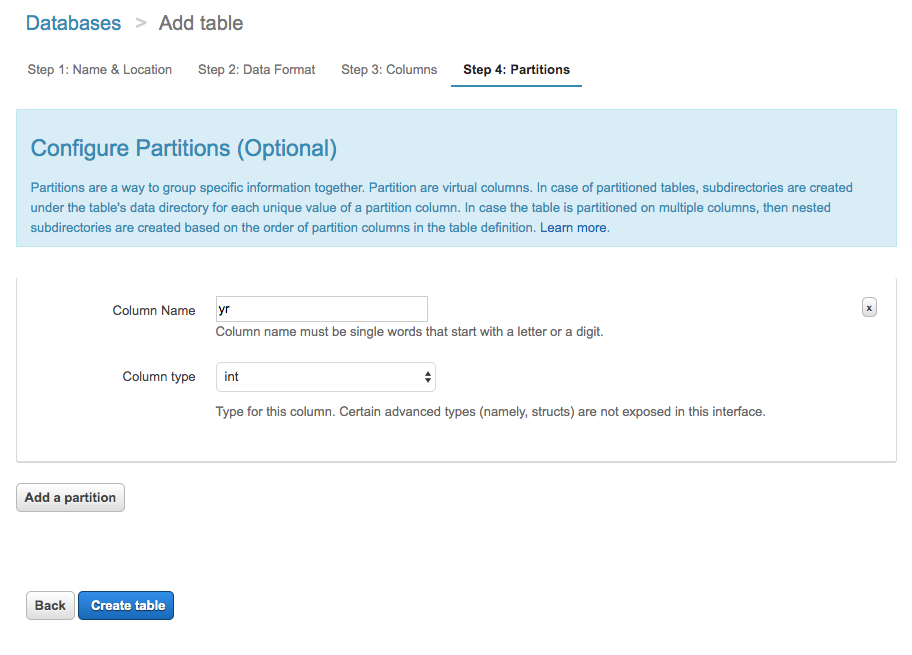 Databases > Add table
Step 1: Name & Location Step 2: Data Format Step 3: Columns Step 4: Partitions
Configure Partitions (Optional)
Partitions are a way to group specific information together. Partition are virtual columns. In case of partitioned tables, subdirectories are created
under the table's data directory for each unique value of a partition column. In case the table is partitioned on multiple columns, then nested
subdirectories are created based on the order of partition columns in the table definition. Learn more.
Column Name yr x
Column name must be single words that start with a letter or a digit.
Column type int
Type for this column. Certain advanced types (namely, structs) are not exposed in this interface.
Add a partition
Back Create table